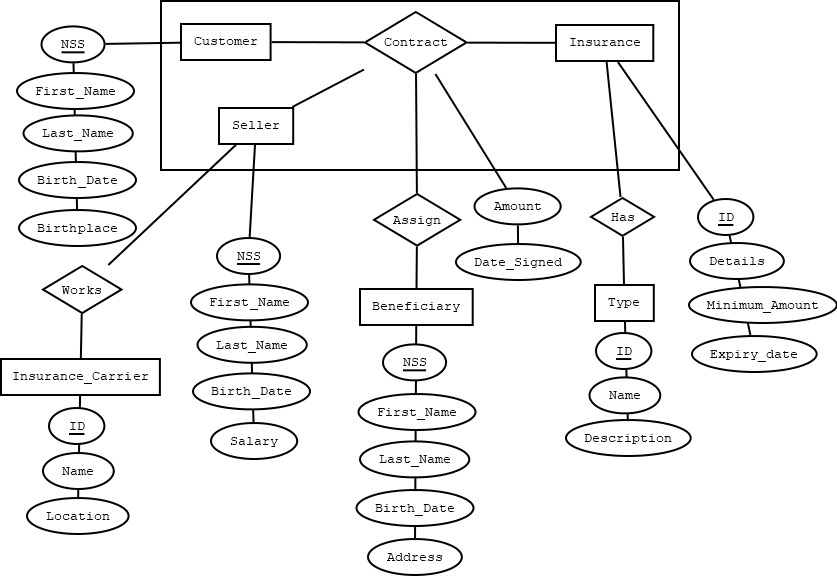 NSS
Customer
Contract
Insurance
First_Name
Last_Name
Birth_Date
Birthplace
Seller
Assign
Amount
Date_Signed
Has
ID
Details
Minimum_Amount
Expiry_date
Works
NSS
First_Name
Last_Name
Birth_Date
Salary
Beneficiary
NSS
First_Name
Last_Name
Birth_Date
Address
Type
ID
Name
Description
Insurance_Carrier
ID
Name
Location